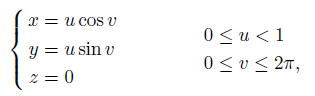 x = u cos v
y = u sin v
z = 0
0 ≤ u < 1
0 ≤ v ≤ 2π,